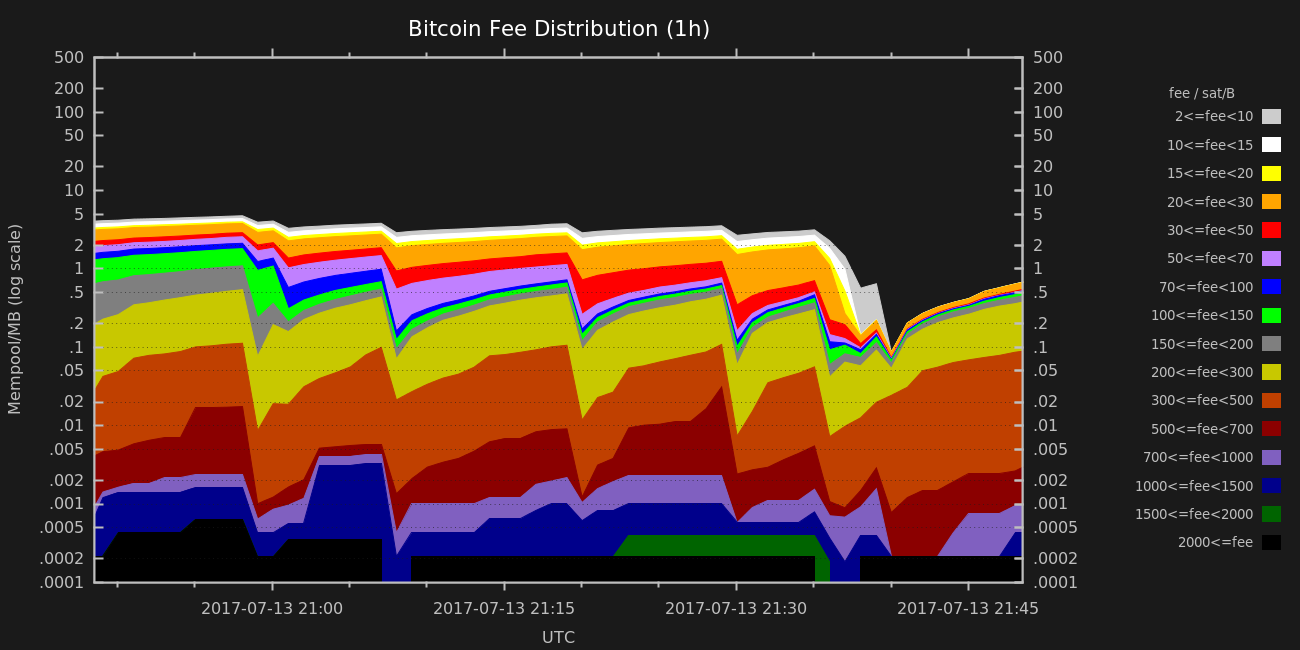 Bitcoin Fee Distribution (1h)
500
200
100
50
20
10
5
2
1
.5
.2
.1
.05
.02
.01
.005
.002
.001
.0005
.0002
.0001
Mempool/MB (log scale)
500
200
100
50
20
10
5
2
1
.5
.2
.1
.05
.02
.01
.005
.002
.001
.0005
.0002
.0001
2017-07-13 21:00
2017-07-13 21:15
2017-07-13 21:30
2017-07-13 21:45
UTC
fee / sat/B
2<=fee<10
10<=fee<15
15<=fee<20
20<=fee<30
30<=fee<50
50<=fee<70
70<=fee<100
100<=fee<150
150<=fee<200
200<=fee<300
300<=fee<500
500<=fee<700
700<=fee<1000
1000<=fee<1500
1500<=fee<2000
2000<=fee